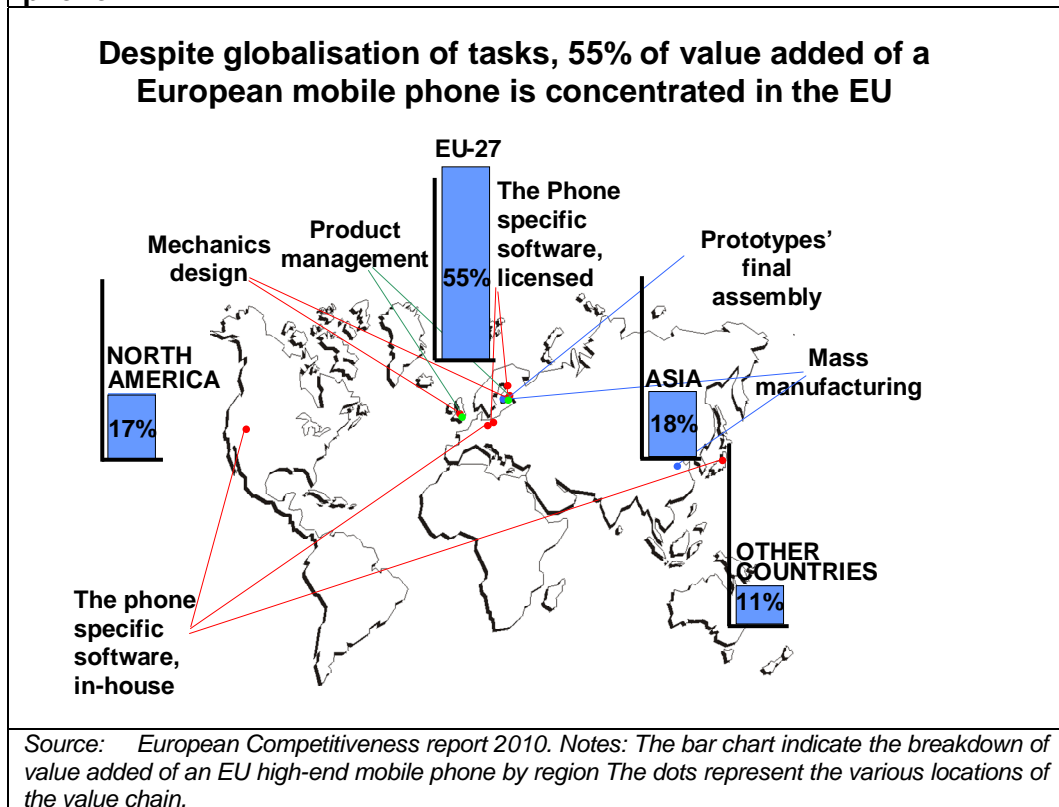 Despite globalisation of tasks, 55% of value added of a
European mobile phone is concentrated in the EU
EU-27
55%
The Phone
specific
software,
licensed
Product
management
Mechanics
design
Prototypes’
final
assembly
NORTH
AMERICA
17%
ASIA
18%
Mass
manufacturing
OTHER
COUNTRIES
11%
The phone
specific
software,
in-house
Source: European Competitiveness report 2010. Notes: The bar chart indicate the breakdown of
value added of an EU high-end mobile phone by region The dots represent the various locations of
the value chain.